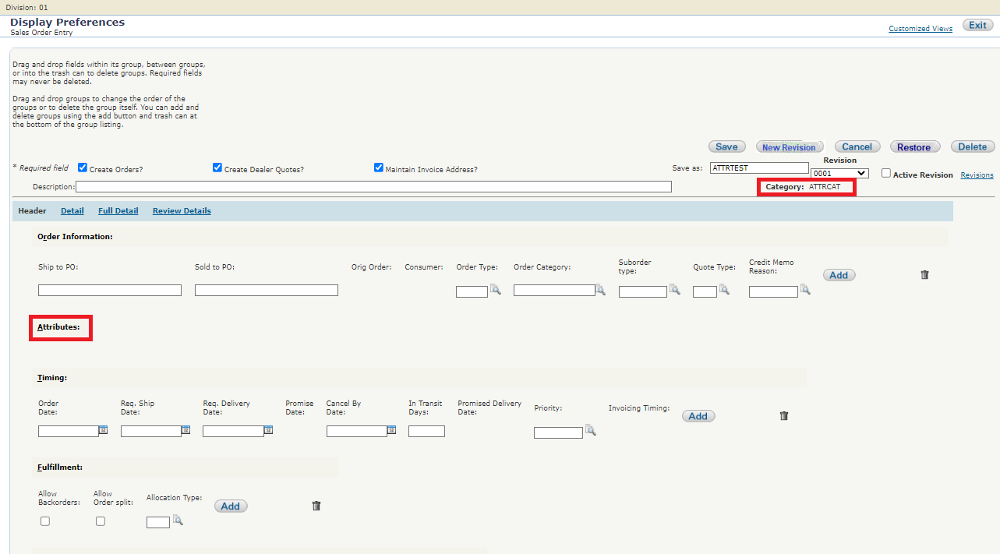 Division: 01
Display Preferences
Sales Order Entry
Customized Views
Exit
Drag and drop fields within its group, between groups,
or into the trash can to delete groups. Required fields
may never be deleted.
Drag and drop groups to change the order of the
groups or to delete the group itself. You can add and
delete groups using the add button and trash can at
the bottom of the group listing.
Save New Revision Cancel Restore Delete
* Required field Create Orders? Create Dealer Quotes? Maintain Invoice Address? Save as: ATTRTEST Revision 0001 Active Revision Revisions
Description: Category: ATTRCAT
Header Detail Full Detail Review Details
Order Information:
Ship to PO: Sold to PO: Orig Order: Consumer: Order Type: Order Category: Suborder type: Quote Type: Credit Memo Reason: Add
Attributes:
Timing:
Order Date: Req. Ship Date: Req. Delivery Date: Promise Date: Cancel By Date: In Transit Days: Promised Delivery Date: Priority: Invoicing Timing: Add
Fulfillment:
Allow Backorders: Allow Order split: Allocation Type: Add